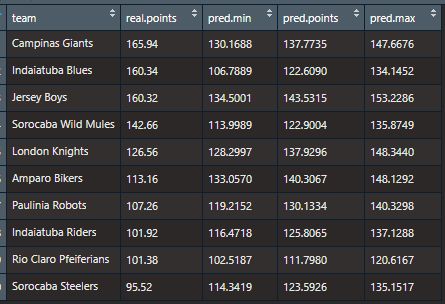 team real.points pred.min pred.points pred.max
Campinas Giants 165.94 130.1688 137.7735 147.6676
Indaiatuba Blues 160.34 106.7889 122.6090 134.1452
Jersey Boys 160.32 134.5001 143.5315 153.2286
Sorocaba Wild Mules 142.66 113.9989 122.9004 135.8749
London Knights 126.56 128.2997 137.9296 148.3440
Amparo Bikers 113.16 133.0570 140.3067 148.1292
Paulinia Robots 107.26 119.2152 130.1334 140.3298
Indaiatuba Riders 101.92 116.4718 125.8065 137.1288
Rio Claro Pfeiferians 101.38 102.5187 111.7980 120.6167
Sorocaba Steelers 95.52 114.3419 123.5926 135.1517